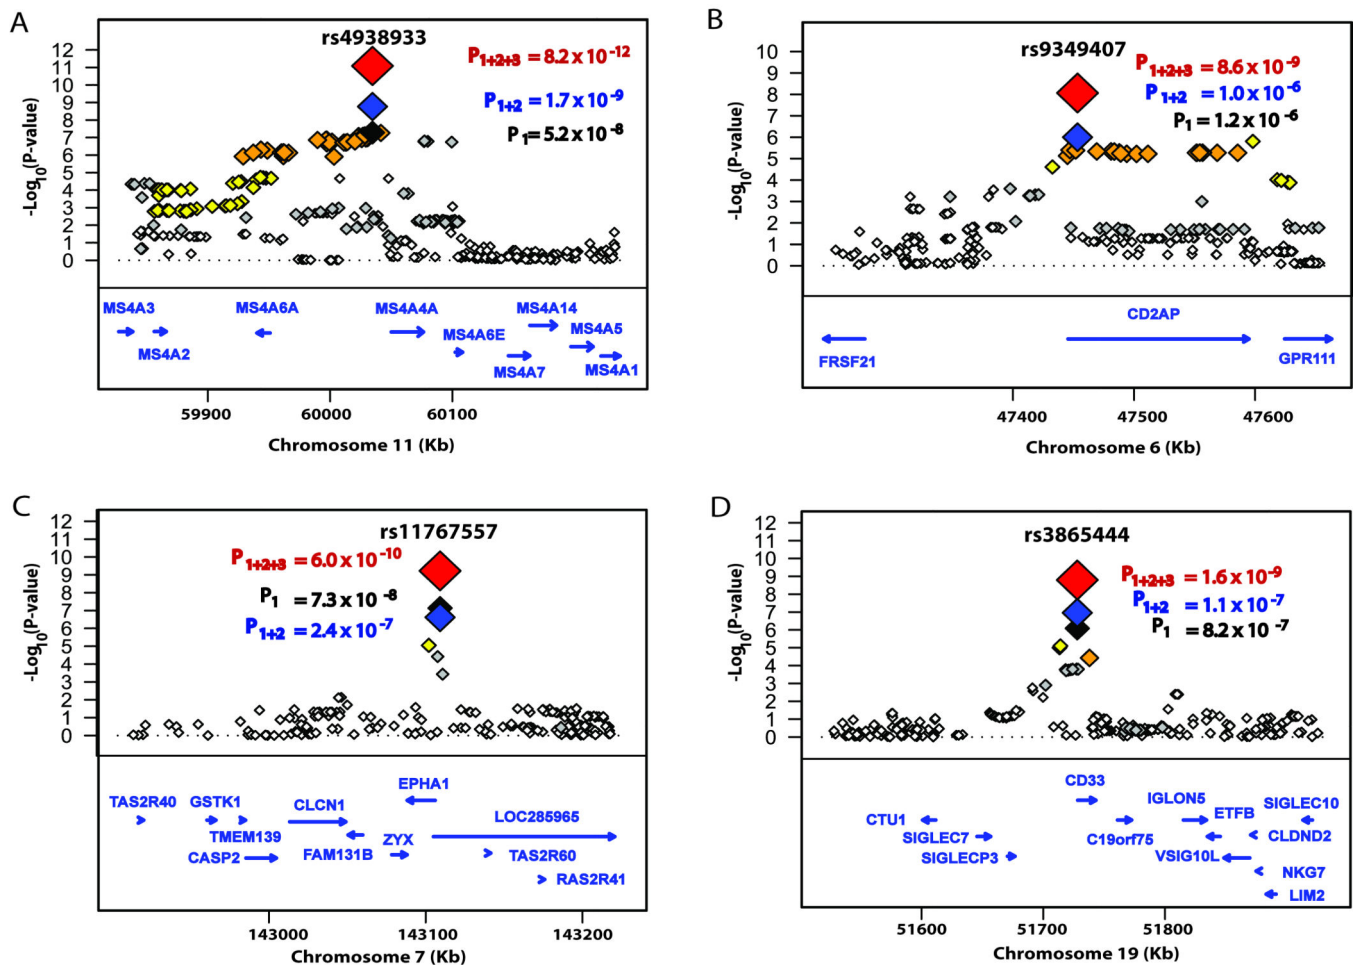 A
rs4938933
P1+2+3 = 8.2 x 10 -12
P1+2 = 1.7 x 10 -9
P1 = 5.2 x 10 -8
-Log10(P-value)
12
11
10
9
8
7
6
5
4
3
2
1
0
MS4A3
MS4A6A
MS4A4A
MS4A14
MS4A2
MS4A6E
MS4A5
MS4A7
MS4A1
59900 60000 60100
Chromosome 11 (Kb)
B
rs9349407
P1+2+3 = 8.6 x 10 -9
P1+2 = 1.0 x 10 -6
P1 = 1.2 x 10 -6
-Log10(P-value)
10
9
8
7
6
5
4
3
2
1
0
CD2AP
FRSF21
GPR111
47400 47500 47600
Chromosome 6 (Kb)
C
rs11767557
P1+2+3 = 6.0 x 10 -10
P1 = 7.3 x 10 -8
P1+2 = 2.4 x 10 -7
-Log10(P-value)
12
11
10
9
8
7
6
5
4
3
2
1
0
EPHA1
TAS2R40 GSTK1 CLCN1
LOC285965
TMEM139
ZYX
CASP2
FAM131B
TAS2R60
RAS2R41
143000 143100 143200
Chromosome 7 (Kb)
D
rs3865444
P1+2+3 = 1.6 x 10 -9
P1+2 = 1.1 x 10 -7
P1 = 8.2 x 10 -7
-Log10(P-value)
12
11
10
9
8
7
6
5
4
3
2
1
0
CD33
IGLON5
SIGLEC10
ETFB
CTU1
SIGLEC7
C19orf75
CLDND2
SIGLECP3
VSIG10L
NKG7
LIM2
51600 51700 51800
Chromosome 19 (Kb)